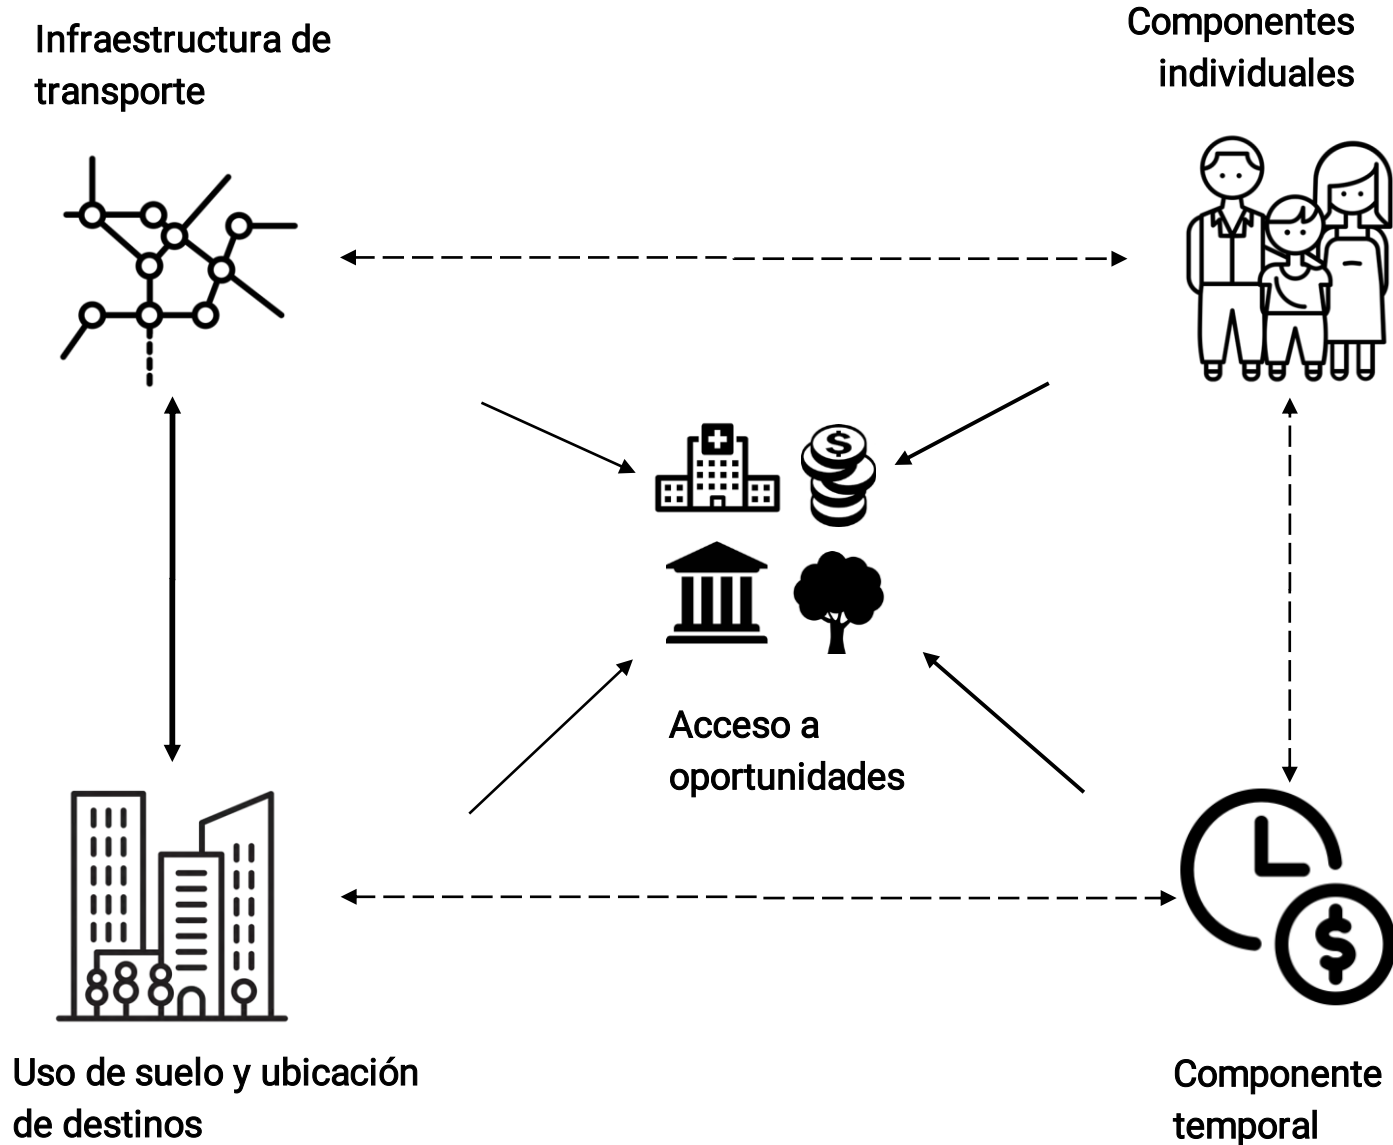 Infraestructura de
transporte
Componentes
individuales
$
Acceso a
oportunidades
$
Uso de suelo y ubicación
de destinos
Componente
temporal